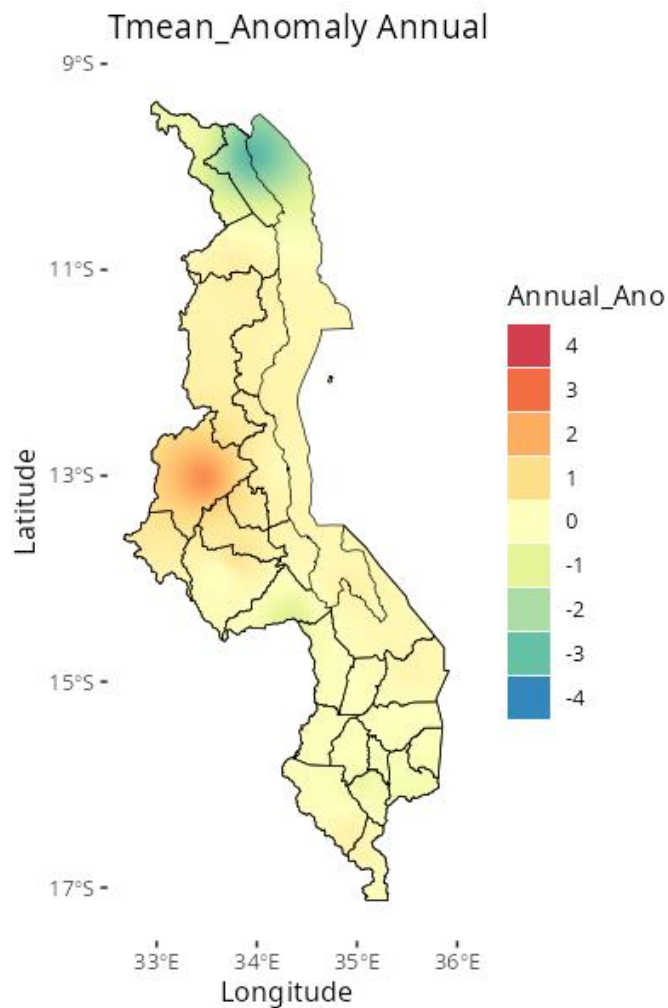 Tmean_Anomaly Annual
9°S
11°S
13°S
15°S
17°S
Latitude
33°E 34°E 35°E 36°E
Longitude
Annual_Ano
4
3
2
1
0
-1
-2
-3
-4